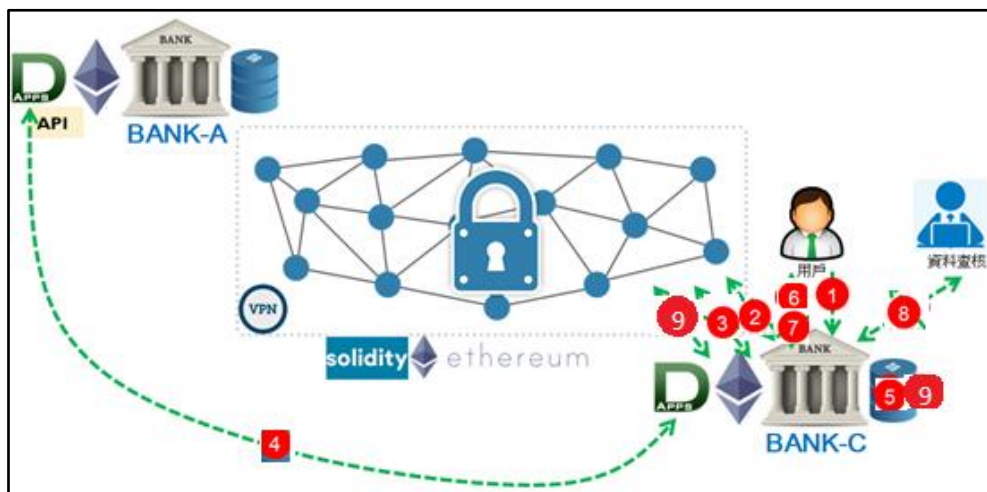 BANK
D
APPS
API
BANK-A
VPN
solidity ethereum
用戶
資料查核
9
3
2
6
7
1
8
BANK
D
APPS
5
9
BANK-C
4